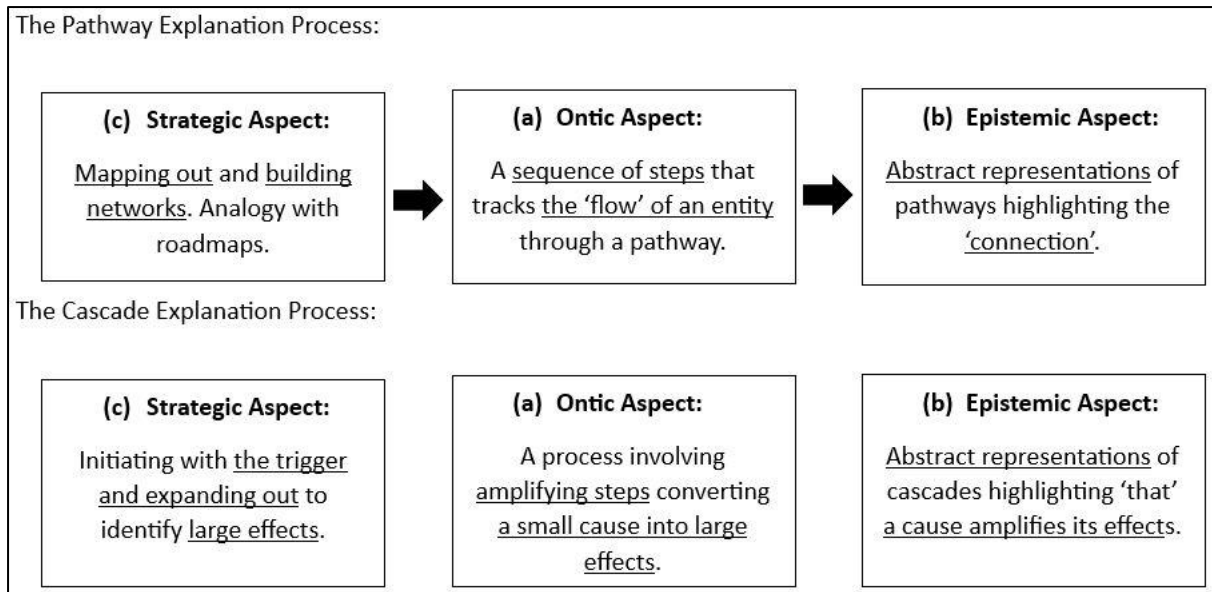 The Pathway Explanation Process:
(c) Strategic Aspect:
Mapping out and building
networks. Analogy with
roadmaps.
(a) Ontic Aspect:
A sequence of steps that
tracks the ‘flow’ of an entity
through a pathway.
(b) Epistemic Aspect:
Abstract representations of
pathways highlighting the
‘connection’.
The Cascade Explanation Process:
(c) Strategic Aspect:
Initiating with the trigger
and expanding out to
identify large effects.
(a) Ontic Aspect:
A process involving
amplifying steps converting
a small cause into large
effects.
(b) Epistemic Aspect:
Abstract representations of
cascades highlighting ‘that’
a cause amplifies its effects.